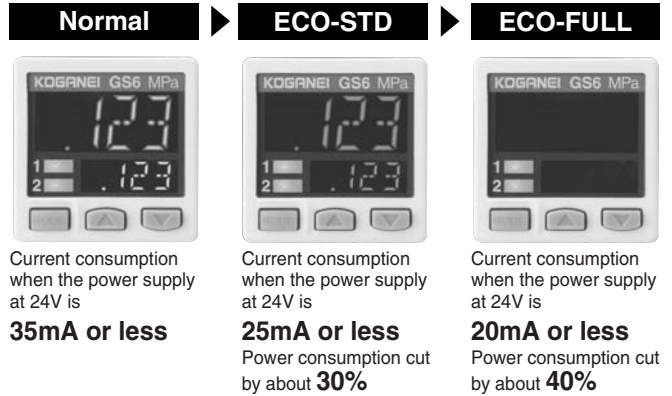 Normal
ECO-STD
ECO-FULL
KOGANEI GS6 MPa
.123
1
2
.123
Current consumption
when the power supply
at 24V is
35mA or less
KOGANEI GS6 MPa
.123
1
2
.123
Current consumption
when the power supply
at 24V is
25mA or less
Power consumption cut
by about 30%
KOGANEI GS6 MPa
1
2
Current consumption
when the power supply
at 24V is
20mA or less
Power consumption cut
by about 40%